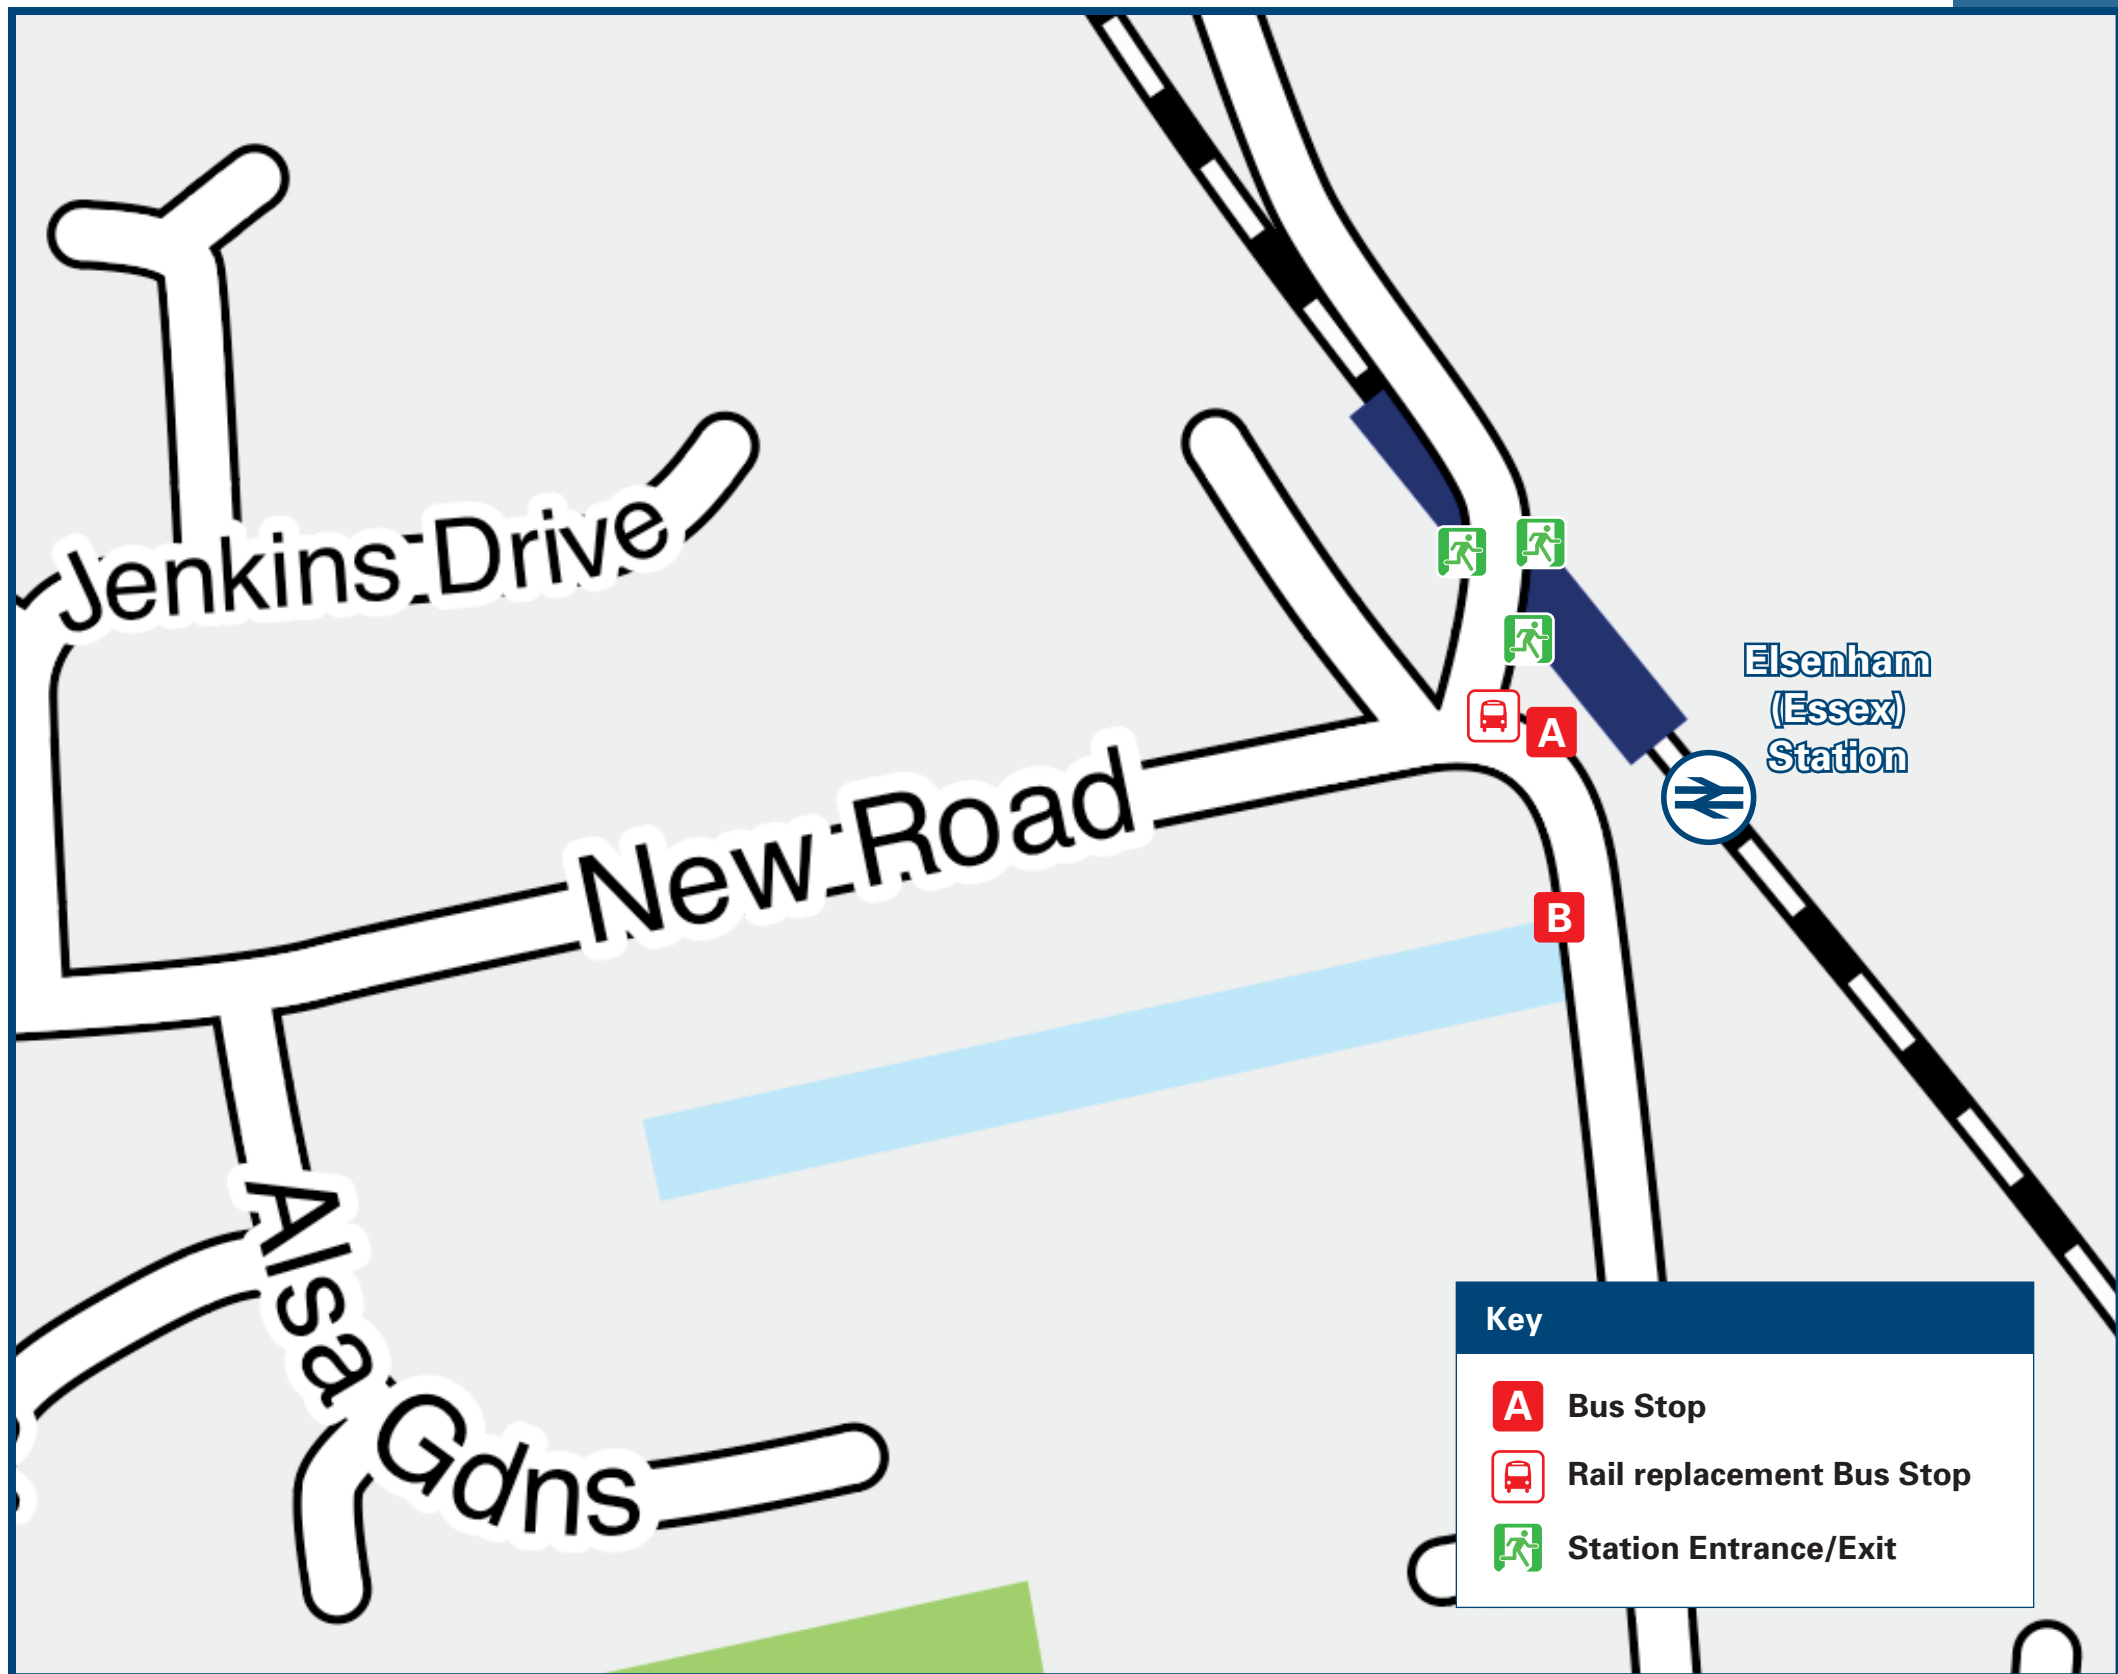 Jenkins Drive
Elsenham
(Essex)
Station
A
New Road
B
Alsa Gdns
Key
A Bus Stop
Rail replacement Bus Stop
Station Entrance/Exit